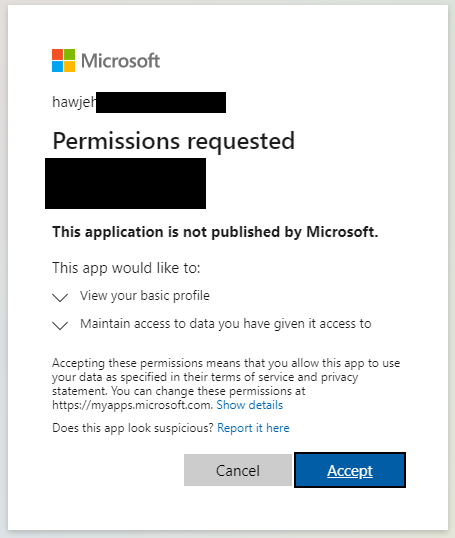 Microsoft
hawjeh
Permissions requested
This application is not published by Microsoft.
This app would like to:
View your basic profile
Maintain access to data you have given it access to
Accepting these permissions means that you allow this app to use
your data as specified in their terms of service and privacy
statement. You can change these permissions at
https://myapps.microsoft.com. Show details
Does this app look suspicious? Report it here
Cancel Accept